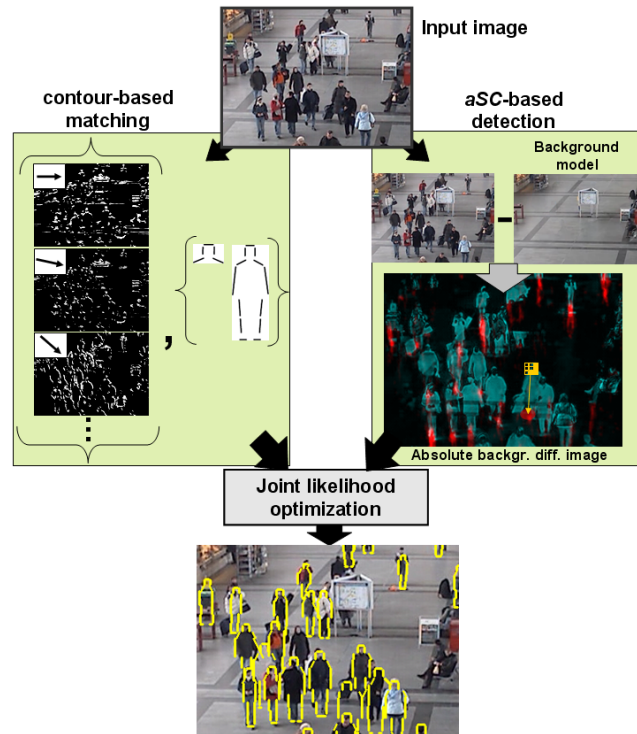 Input image
contour-based
matching
aSC-based
detection
Background
model
,
Absolute backgr. diff. image
Joint likelihood
optimization